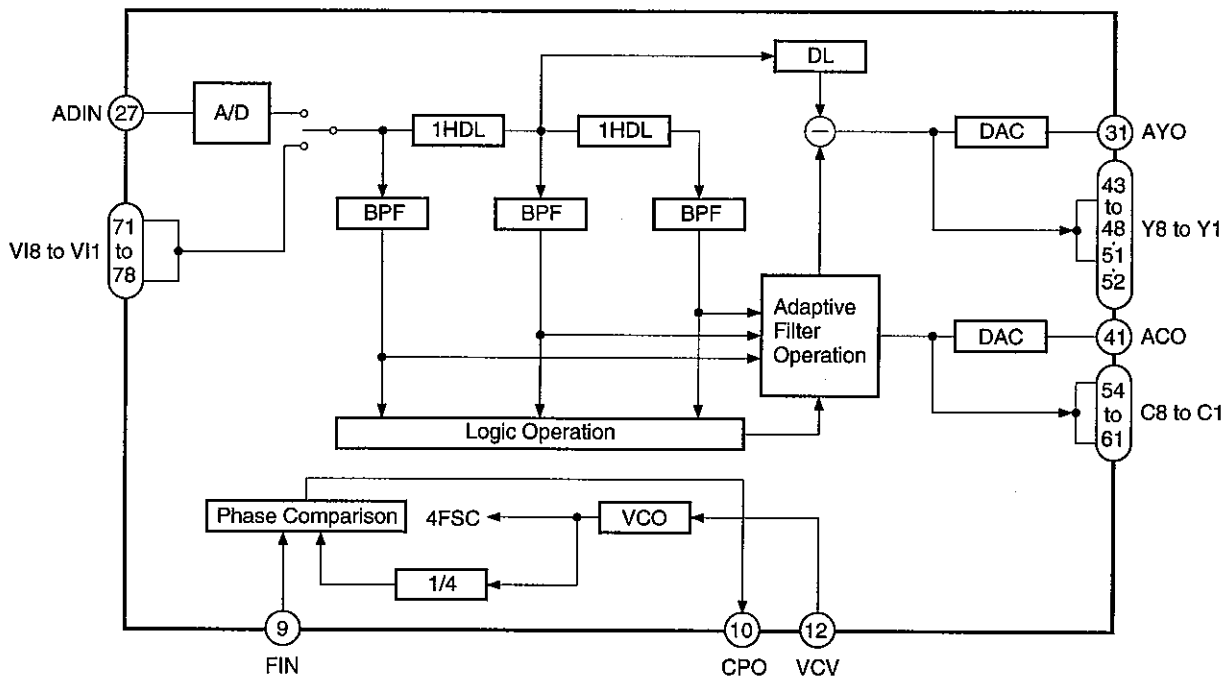 DL
ADIN
27
A/D
1HDL
1HDL
DAC
31
AYO
BPF
BPF
BPF
VI8 to VI1
71
to
78
43
to
48
51
52
Y8 to Y1
Adaptive
Filter
Operation
DAC
41
ACO
Logic Operation
54
to
61
C8 to C1
Phase Comparison
4FSC
VCO
1/4
9
10
12
FIN
CPO
VCV